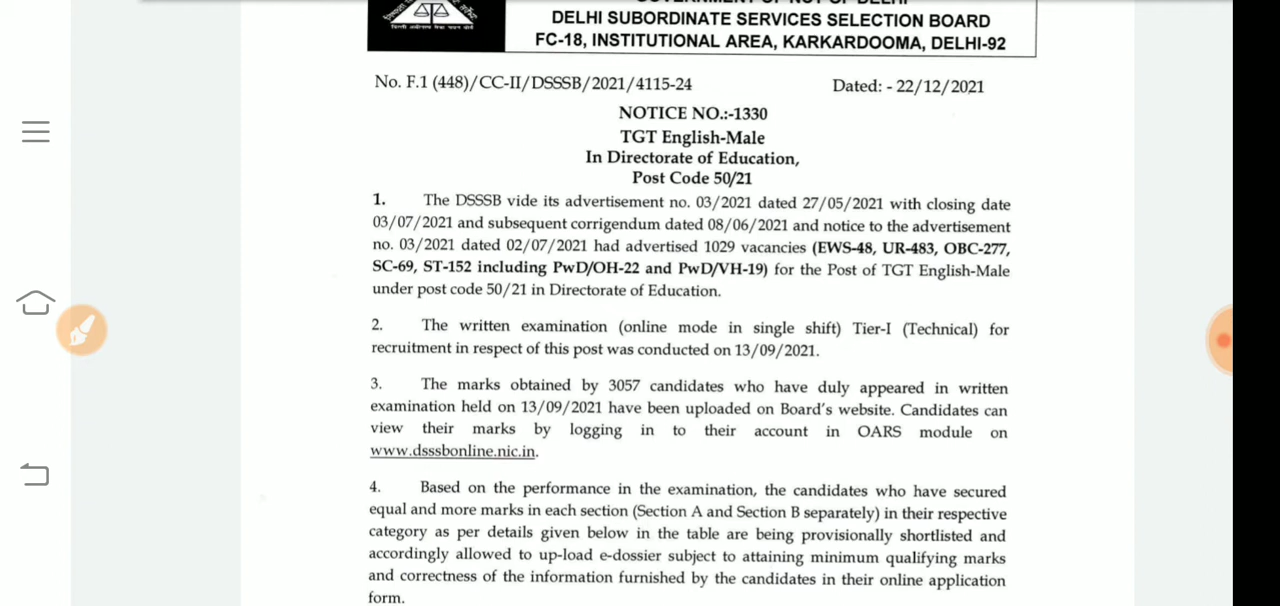 GOVERNMENT OF NCT OF DELHI
DELHI SUBORDINATE SERVICES SELECTION BOARD
FC-18, INSTITUTIONAL AREA, KARKARDOOMA, DELHI-92
No. F.1 (448)/CC-II/DSSSB/2021/4115-24 Dated: - 22/12/2021
NOTICE NO.:-1330
TGT English-Male
In Directorate of Education,
Post Code 50/21
1. The DSSSB vide its advertisement no. 03/2021 dated 27/05/2021 with closing date
03/07/2021 and subsequent corrigendum dated 08/06/2021 and notice to the advertisement
no. 03/2021 dated 02/07/2021 had advertised 1029 vacancies (EWS-48, UR-483, OBC-277,
SC-69, ST-152 including PwD/OH-22 and PwD/VH-19) for the Post of TGT English-Male
under post code 50/21 in Directorate of Education.
2. The written examination (online mode in single shift) Tier-I (Technical) for
recruitment in respect of this post was conducted on 13/09/2021.
3. The marks obtained by 3057 candidates who have duly appeared in written
examination held on 13/09/2021 have been uploaded on Board's website. Candidates can
view their marks by logging in to their account in OARS module on
www.dsssbonline.nic.in.
4. Based on the performance in the examination, the candidates who have secured
equal and more marks in each section (Section A and Section B separately) in their respective
category as per details given below in the table are being provisionally shortlisted and
accordingly allowed to up-load e-dossier subject to attaining minimum qualifying marks
and correctness of the information furnished by the candidates in their online application
form.